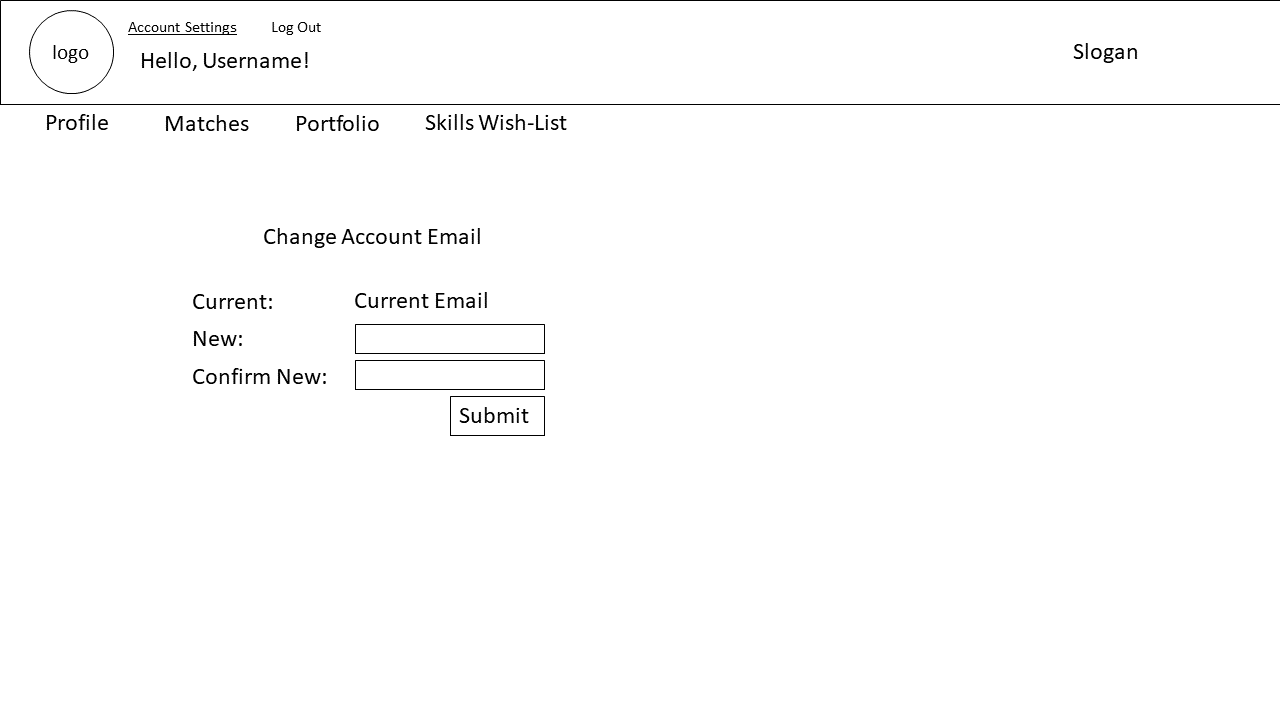 Account Settings Log Out
logo
Hello, Username!
Slogan
Profile Matches Portfolio Skills Wish-List
Change Account Email
Current: Current Email
New:
Confirm New:
Submit